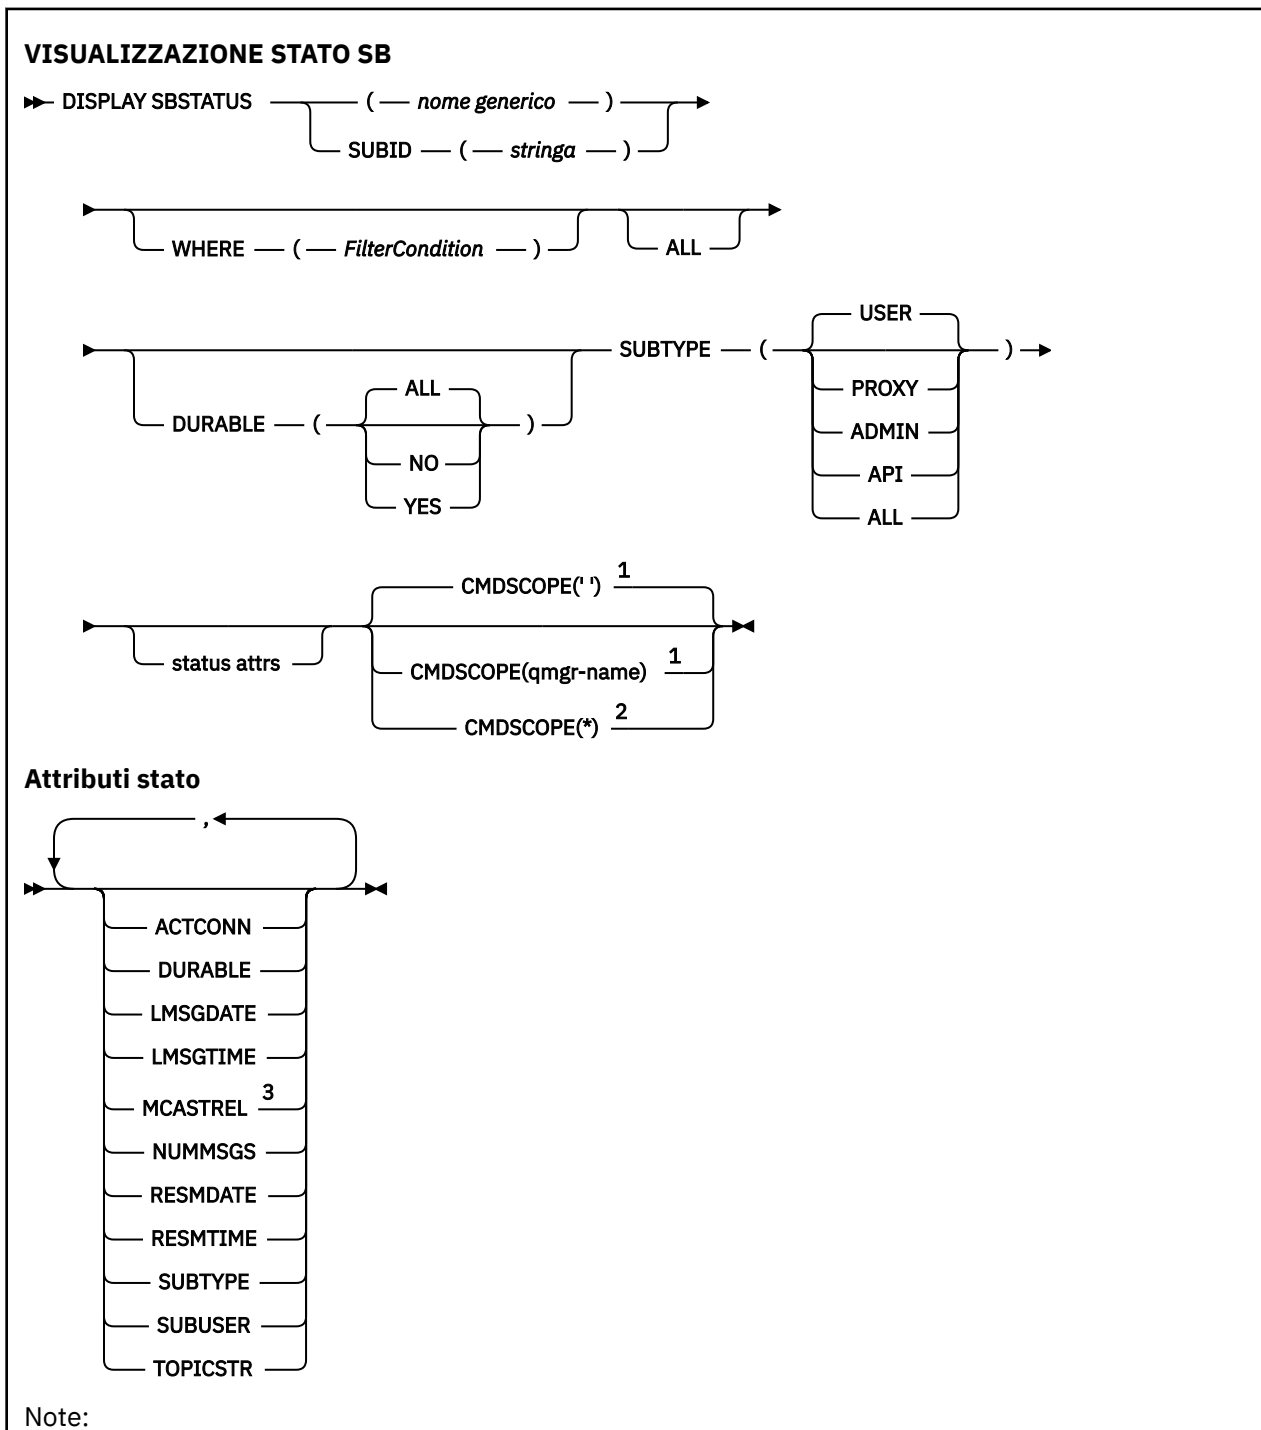 VISUALIZZAZIONE STATO SB
DISPLAY SBSTATUS ( nome generico )
SUBID ( stringa )
WHERE ( FilterCondition )
ALL
DURABLE ( ALL
NO
YES )
SUBTYPE ( USER
PROXY
ADMIN
API
ALL )
status attrs
CMDSCOPE(' ') 1
CMDSCOPE(qmgr-name) 1
CMDSCOPE(*) 2
Attributi stato
,
ACTCONN
DURABLE
LMSGDATE
LMSGTIME
MCASTREL 3
NUMMSGS
RESMDATE
RESMTIME
SUBTYPE
SUBUSER
TOPICSTR
Note: